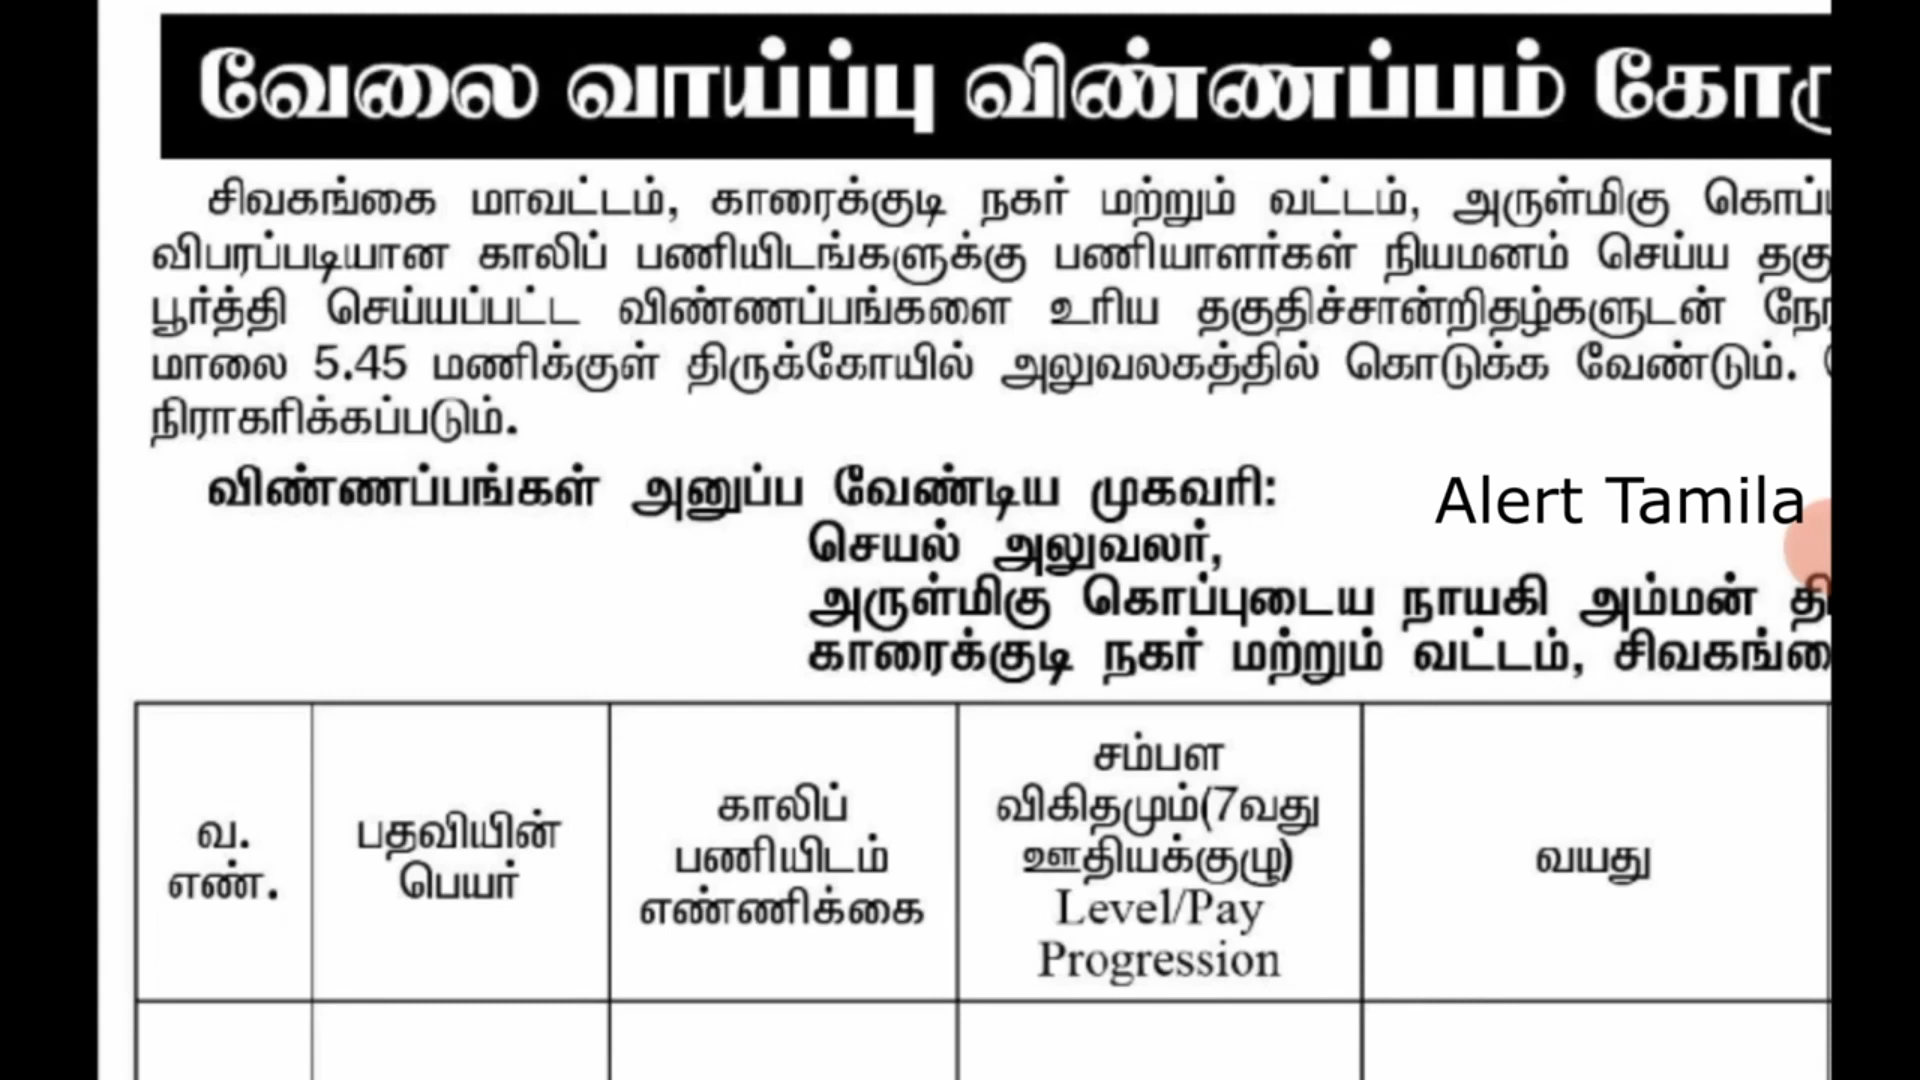 வேலை வாய்ப்பு விண்ணப்பம்
சிவகங்கை மாவட்டம், காரைக்குடி நகர் மற்றும் வட்டம், அருள்மிகு
விபரப்படியான காலிப் பணியிடங்களுக்கு பணியாளர்கள் நியமனம் செய்ய
பூர்த்தி செய்யப்பட்ட விண்ணப்பங்களை உரிய தகுதிச்சான்றிதழ்களுடன்
மாலை 5.45 மணிக்குள் திருக்கோயில் அலுவலகத்தில் கொடுக்க வேண்டும்.
நிராகரிக்கப்படும்.
விண்ணப்பங்கள் அனுப்ப வேண்டிய முகவரி:
Alert Tamila
செயல் அலுவலர்,
அருள்மிகு கொப்புடைய நாயகி அம்மன்
காரைக்குடி நகர் மற்றும் வட்டம்,
வ.
எண்.
பதவியின்
பெயர்
காலிப்
பணியிடம்
எண்ணிக்கை
சம்பள
விகிதமும்(7வது
ஊதியக்குழு)
Level/Pay
Progression
வயது